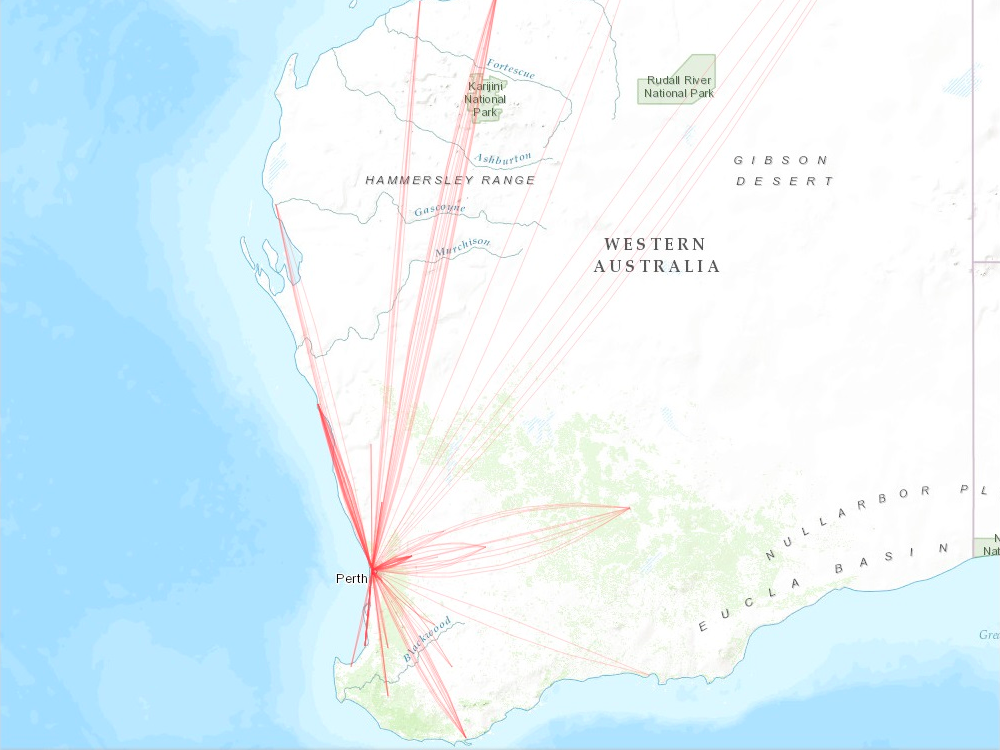 Fortescue
Karijini
National
Park
Rudall River
National Park
Ashburton
HAMMERSLEY RANGE
GIBSON
DESERT
Gascoyne
Murchison
WESTERN
AUSTRALIA
NULLARBOR PL
EUCLA BASIN
N
Nat
Perth
Blackwood
Grea